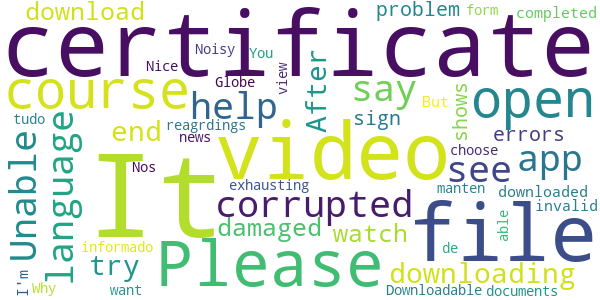 download
problem
form
completed
certificate
Noisy
You
Nice
Globe
view
After
course
help
say
shows
open
tudo
end
reagrdings
sign
But
errors
news
choose
Unable
language
It
video
see
app
Nos
exhausting
manten
downloaded
corrupted
file
able
invalid
damaged
watch
de
informado
I'm
Why
try
want
Please
downloading
Downloadable
documents